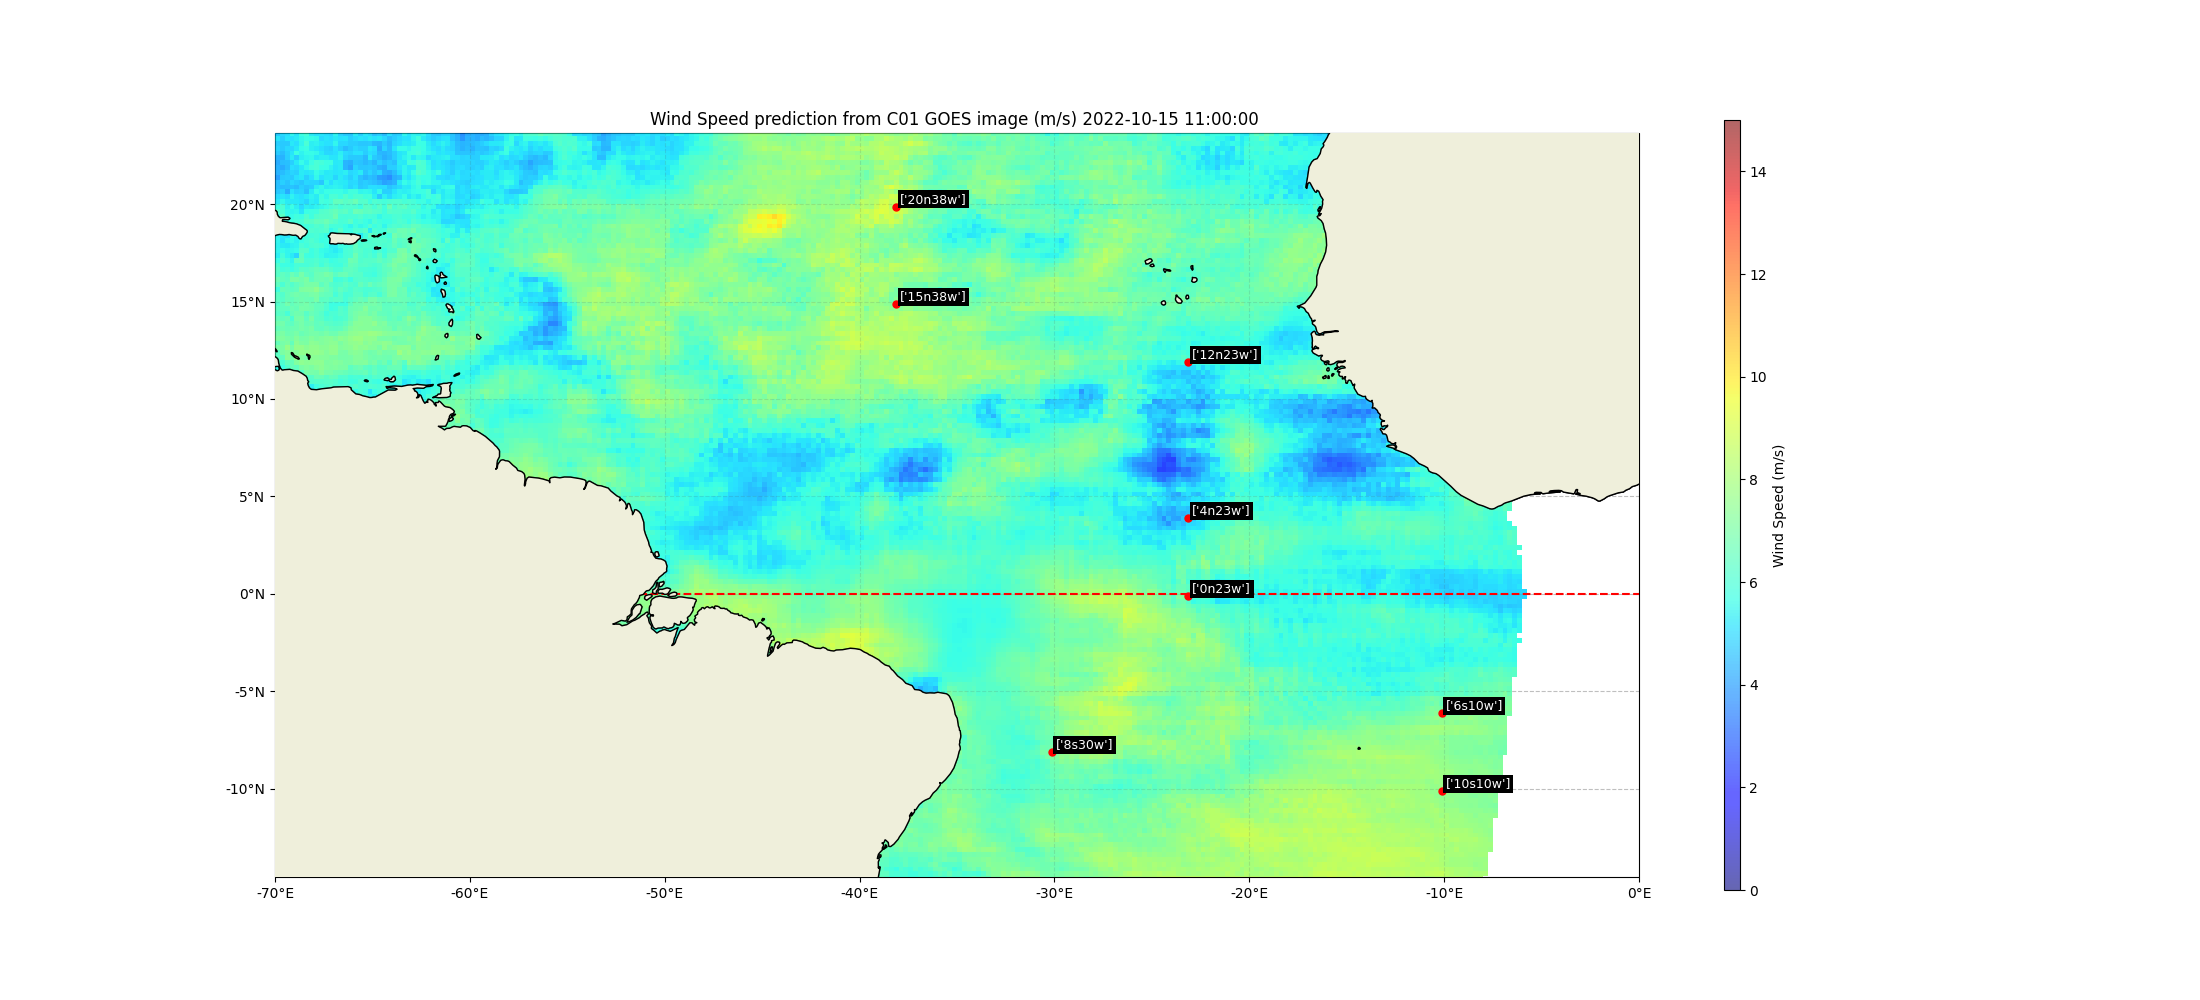 Wind Speed prediction from C01 GOES image (m/s) 2022-10-15 11:00:00
20°N
15°N
10°N
5°N
0°N
-5°N
-10°N
-70°E
-60°E
-50°E
-40°E
-30°E
-20°E
-10°E
0°E
['20n38w']
['15n38w']
['12n23w']
['4n23w']
['0n23w']
['6s10w']
['8s30w']
['10s10w']
14
12
10
8
6
4
2
0
Wind Speed (m/s)